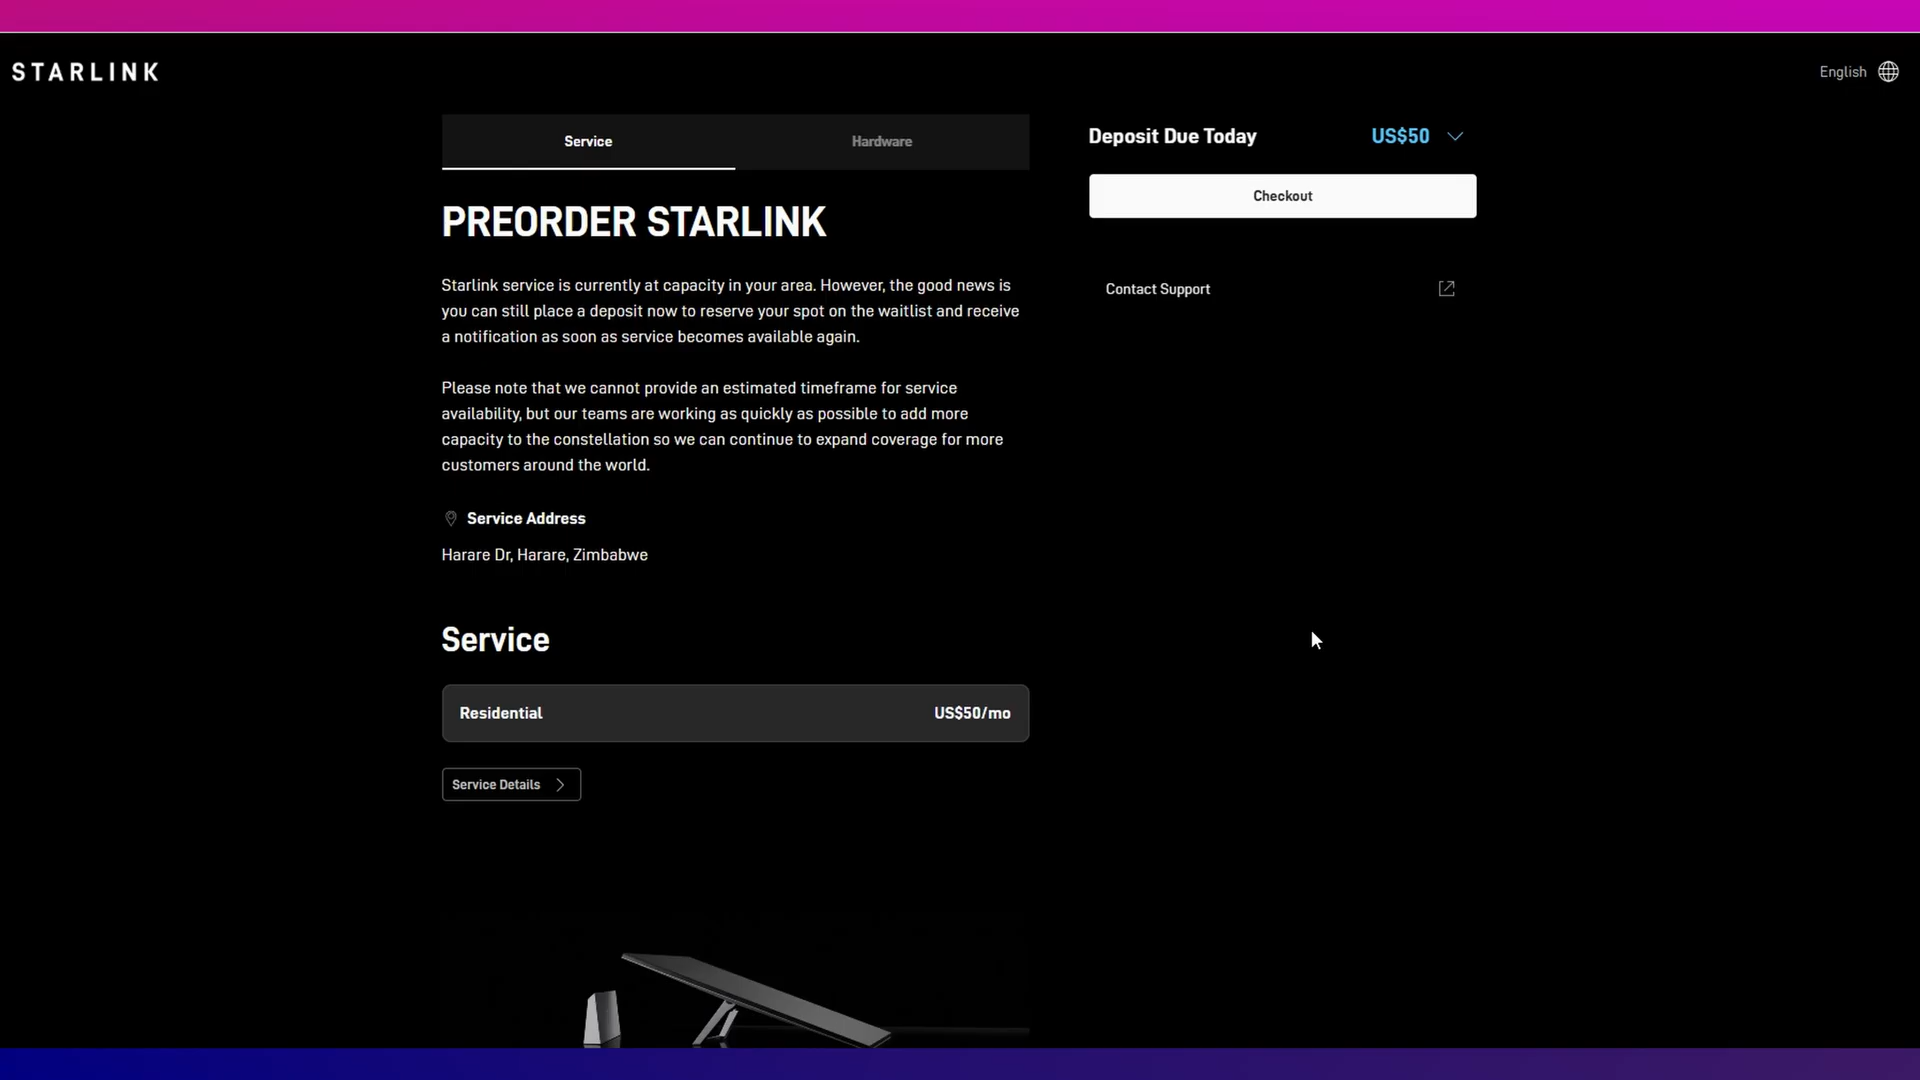 STARLINK
English
Service
Hardware
Deposit Due Today
US$50
Checkout
PREORDER STARLINK
Starlink service is currently at capacity in your area. However, the good news is
you can still place a deposit now to reserve your spot on the waitlist and receive
a notification as soon as service becomes available again.
Contact Support
Please note that we cannot provide an estimated timeframe for service
availability, but our teams are working as quickly as possible to add more
capacity to the constellation so we can continue to expand coverage for more
customers around the world.
Service Address
Harare Dr, Harare, Zimbabwe
Service
Residential
US$50/mo
Service Details